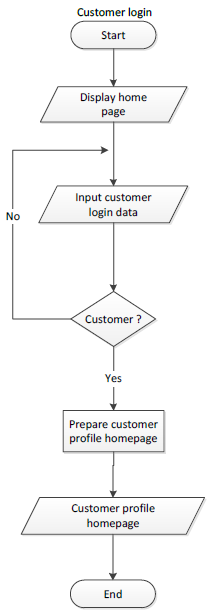 Customer login
Start
Display home
page
No
Input customer
login data
Customer ?
Yes
Prepare customer
profile homepage
Customer profile
homepage
End